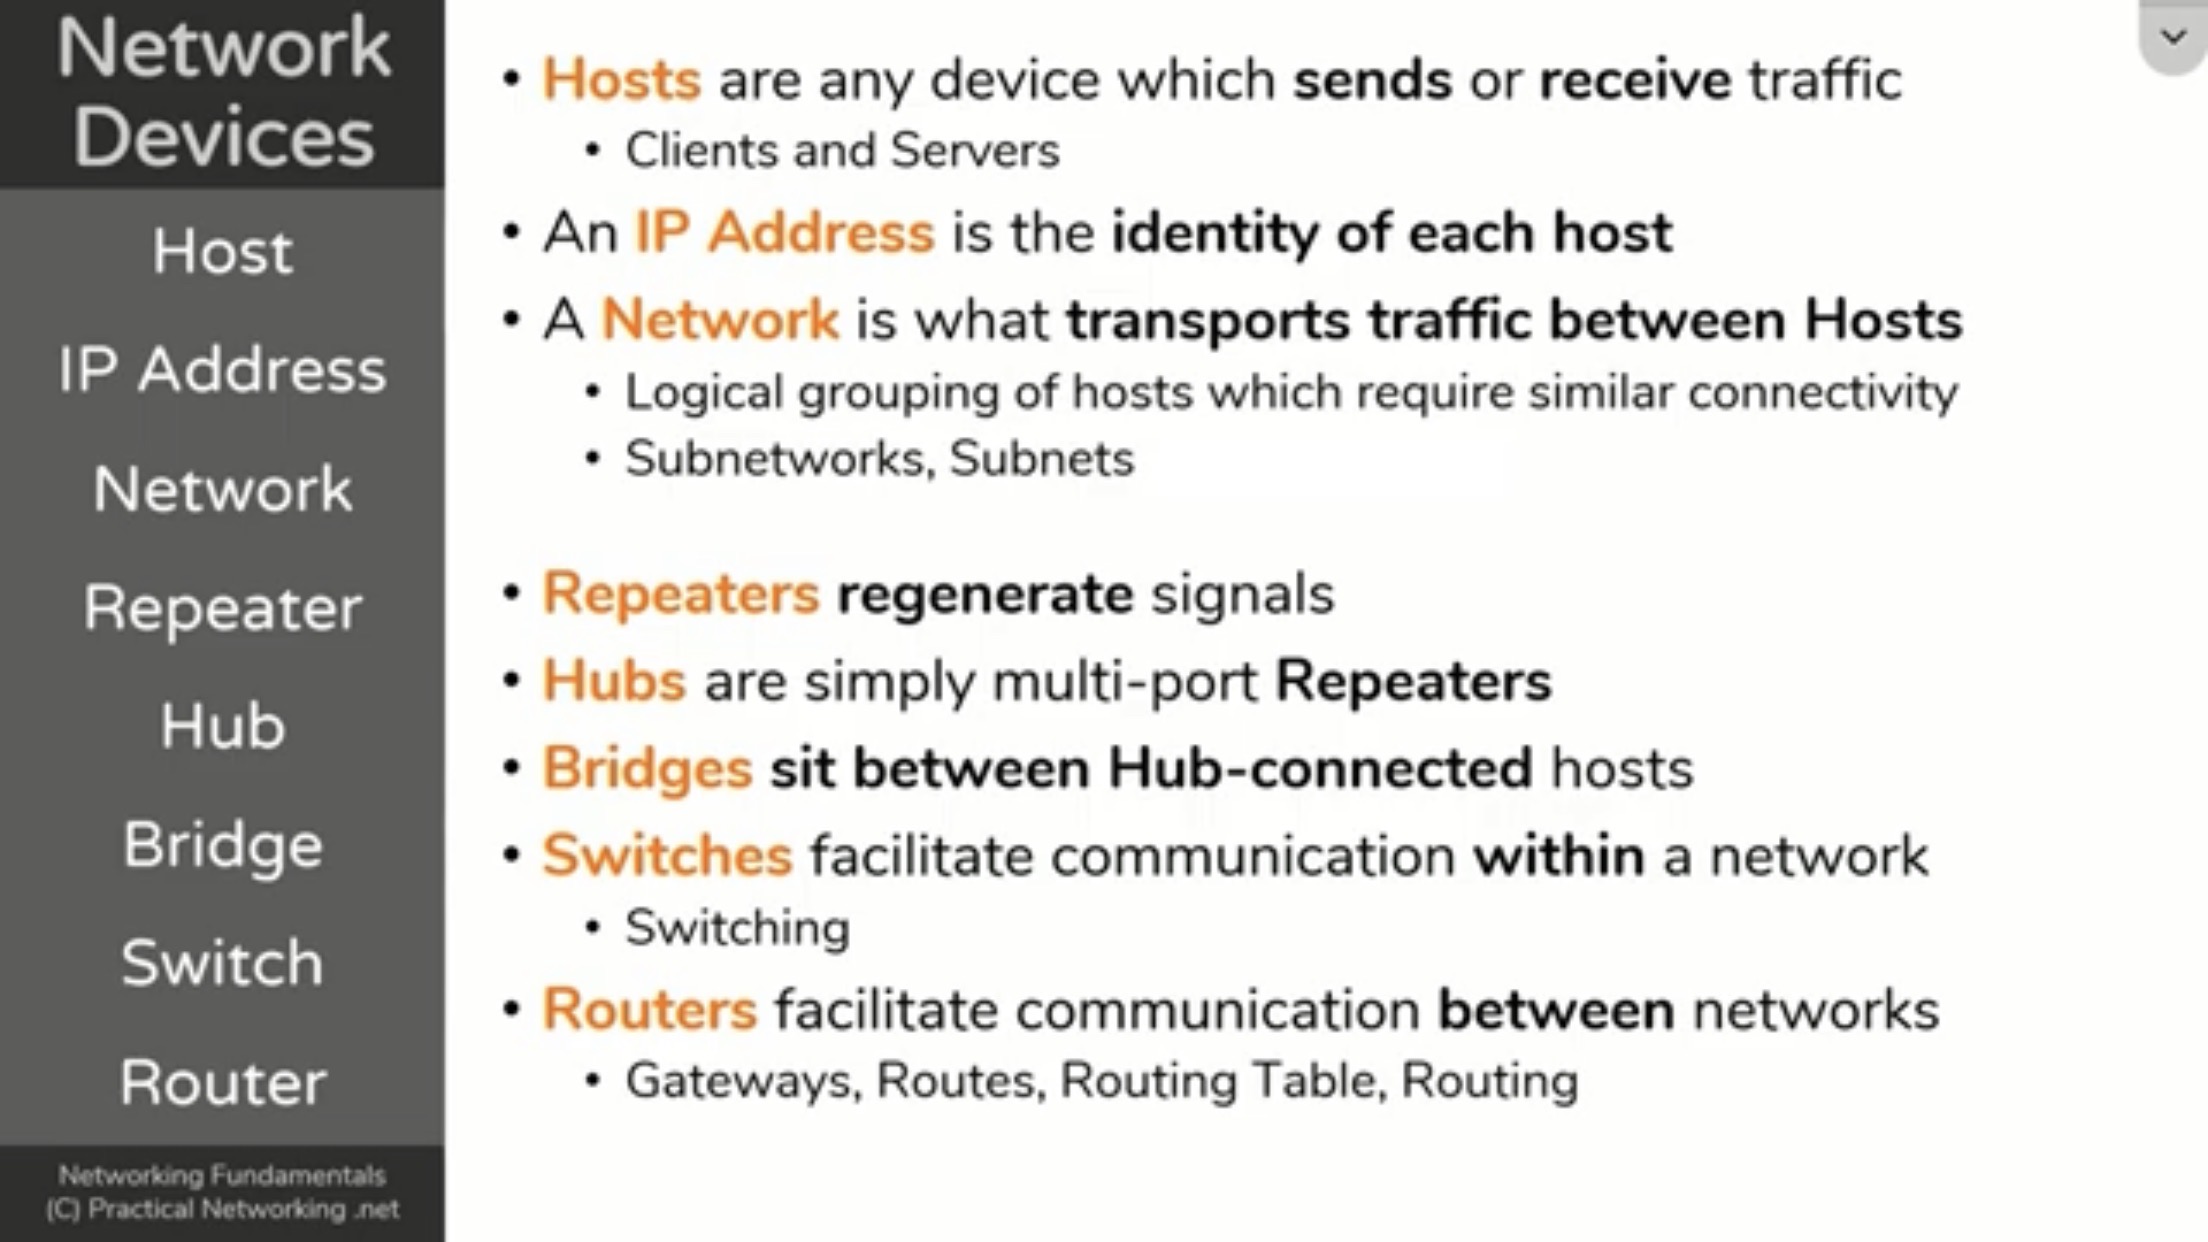 Network
Devices
Host
IP Address
Network
Repeater
Hub
Bridge
Switch
Router
Networking Fundamentals
(C) Practical Networking .net
• Hosts are any device which sends or receive traffic
• Clients and Servers
• An IP Address is the identity of each host
• A Network is what transports traffic between Hosts
• Logical grouping of hosts which require similar connectivity
• Subnetworks, Subnets
• Repeaters regenerate signals
• Hubs are simply multi-port Repeaters
• Bridges sit between Hub-connected hosts
• Switches facilitate communication within a network
• Switching
• Routers facilitate communication between networks
• Gateways, Routes, Routing Table, Routing